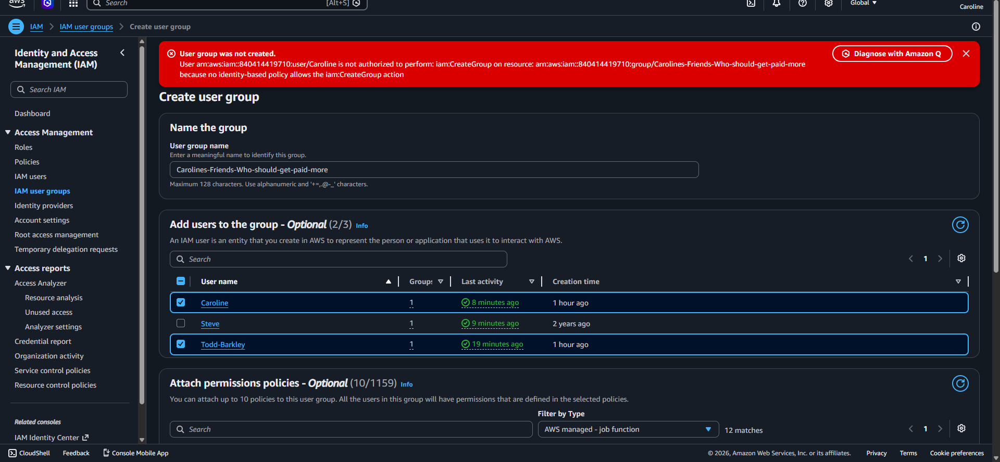 aws
Search
[Alt+S]
Global
Caroline
IAM
IAM user groups
Create user group
Identity and Access
Management (IAM)
Search IAM
Dashboard
Access Management
Roles
Policies
IAM users
IAM user groups
Identity providers
Account settings
Root access management
Temporary delegation requests
Access reports
Access Analyzer
Resource analysis
Unused access
Analyzer settings
Credential report
Organization activity
Service control policies
Resource control policies
Related consoles
IAM Identity Center
User group was not created.
User arn:aws:iam::840414419710:user/Caroline is not authorized to perform: iam:CreateGroup on resource: arn:aws:iam::840414419710:group/Carolines-Friends-Who-should-get-paid-more
because no identity-based policy allows the iam:CreateGroup action
Diagnose with Amazon Q
Create user group
Name the group
User group name
Enter a meaningful name to identify this group.
Carolines-Friends-Who-should-get-paid-more
Maximum 128 characters. Use alphanumeric and '+=,.@-_' characters.
Add users to the group - Optional (2/3) Info
An IAM user is an entity that you create in AWS to represent the person or application that uses it to interact with AWS.
Search
1
User name Groups Last activity Creation time
Caroline 1 8 minutes ago 1 hour ago
Steve 1 9 minutes ago 2 years ago
Todd-Barkley 1 19 minutes ago 1 hour ago
Attach permissions policies - Optional (10/1159) Info
You can attach up to 10 policies to this user group. All the users in this group will have permissions that are defined in the selected policies.
Filter by Type
Search
AWS managed - job function
12 matches
1
CloudShell
Feedback
Console Mobile App
© 2026, Amazon Web Services, Inc. or its affiliates.
Privacy
Terms
Cookie preferences